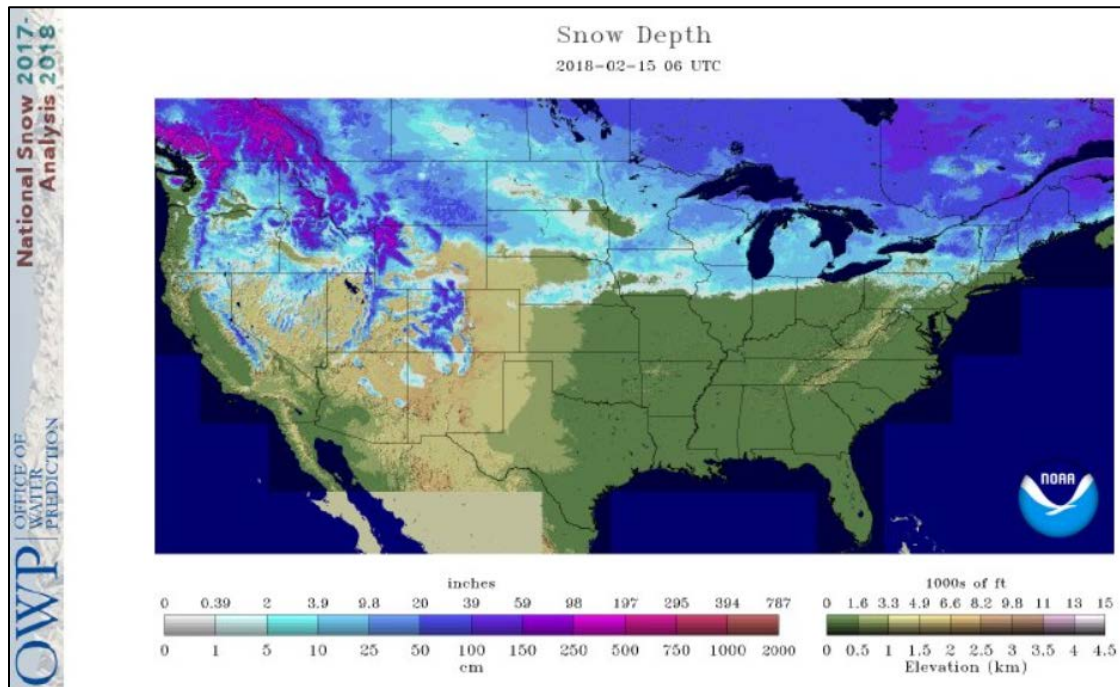 National Snow 2017-
Analysis 2018
OWP
OFFICE OF
WATER
PREDICTION
Snow Depth
2018-02-15 06 UTC
NOAA
inches
0 0.39 2 3.9 9.8 20 39 59 98 197 295 394 787
0 1 5 10 25 50 100 150 250 500 750 1000 2000
cm
1000s of ft
0 1.6 3.3 4.9 6.6 8.2 9.8 11 13 15
0 0.5 1 1.5 2 2.5 3 3.5 4 4.5
Elevation (km)